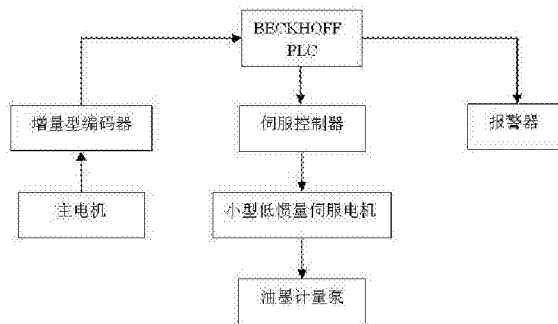 BECKHOFF
PLC
增量型编码器
伺服控制器
报警器
主电机
小型低惯量伺服电机
油墨计量泵